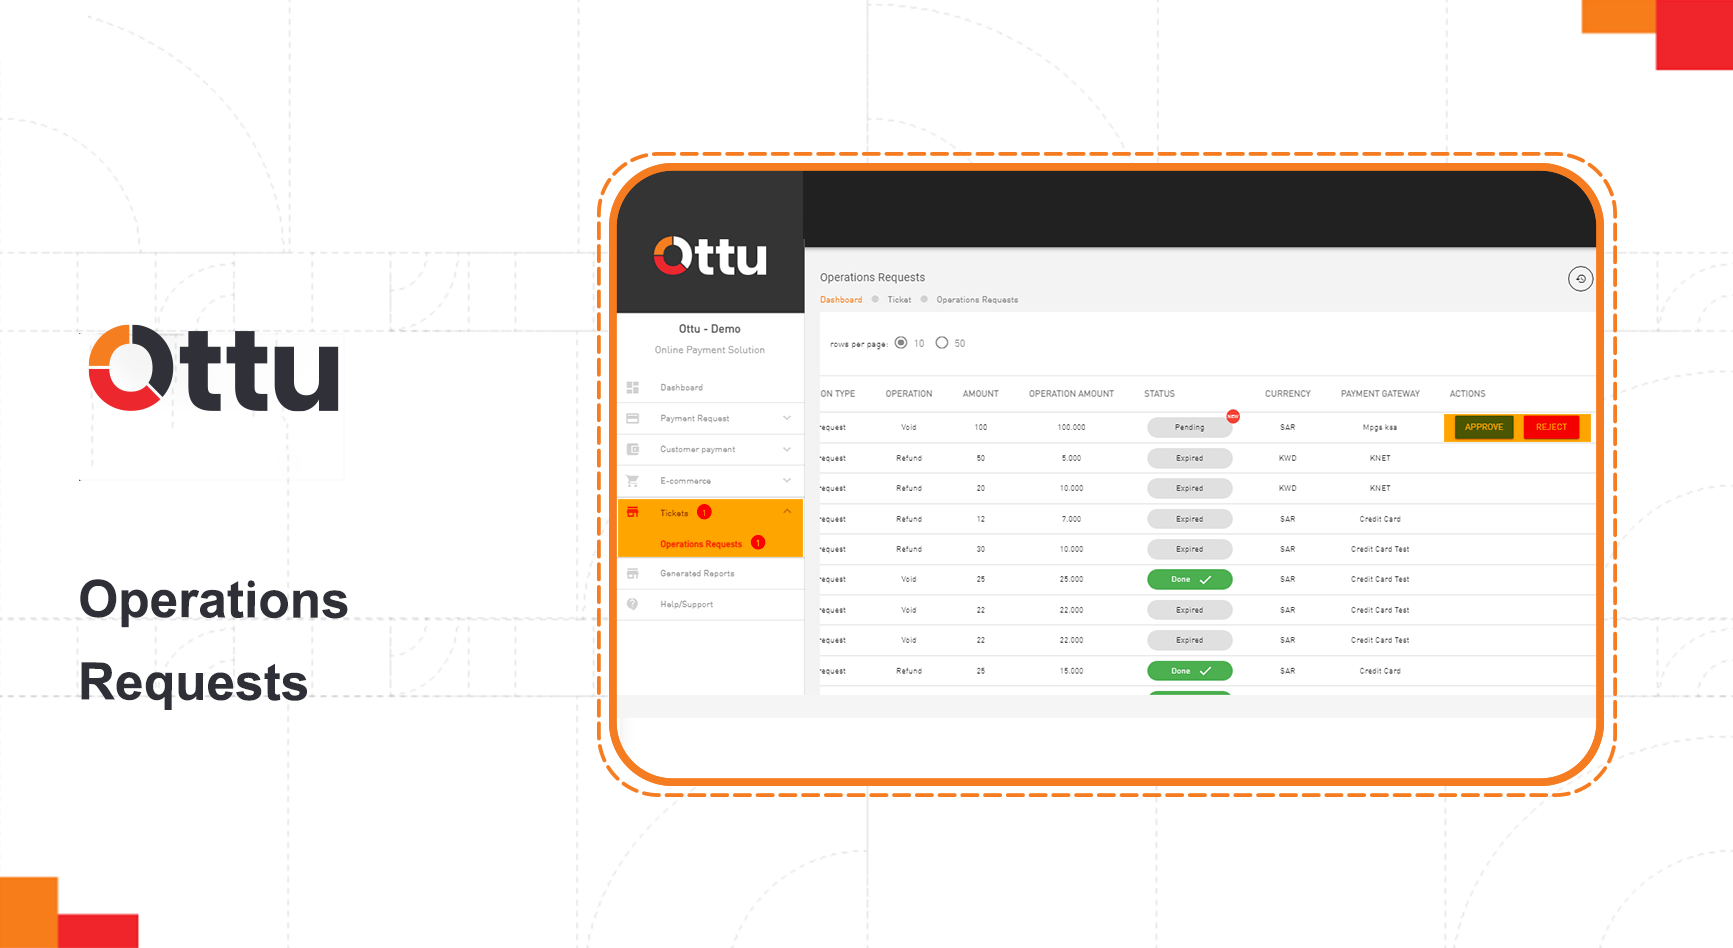 Ottu
Operations
Requests
Ottu
Ottu - Demo
Online Payment Solution
Dashboard
Payment Request
Customer payment
E-commerce
Tickets 1
Operations Requests 1
Generated Reports
Help/Support
Operations Requests
Dashboard Ticket Operations Requests
rows per page: 10 50
ON TYPE OPERATION AMOUNT OPERATION AMOUNT STATUS CURRENCY PAYMENT GATEWAY ACTIONS
request Void 100 100.000 Pending NEW SAR Mpgs ksa APPROVE REJECT
request Refund 50 5.000 Expired KWD KNET
request Refund 20 10.000 Expired KWD KNET
request Refund 12 7.000 Expired SAR Credit Card
request Refund 30 10.000 Expired SAR Credit Card Test
request Void 25 25.000 Done SAR Credit Card Test
request Void 22 22.000 Expired SAR Credit Card Test
request Void 22 22.000 Expired SAR Credit Card Test
request Refund 25 15.000 Done SAR Credit Card